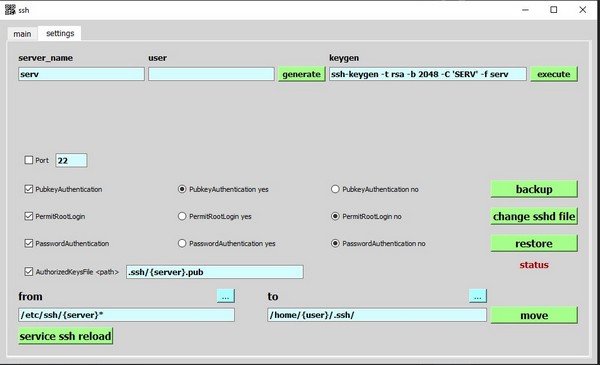 ssh
main settings
server_name user keygen
serv generate ssh-keygen -t rsa -b 2048 -C 'SERV' -f serv execute
Port 22
PubkeyAuthentication PubkeyAuthentication yes PubkeyAuthentication no backup
PermitRootLogin PermitRootLogin yes PermitRootLogin no change sshd file
PasswordAuthentication PasswordAuthentication yes PasswordAuthentication no restore
AuthorizedKeysFile <path> .ssh/{server}.pub status
from ... to ...
/etc/ssh/{server}* /home/{user}/.ssh/ move
service ssh reload